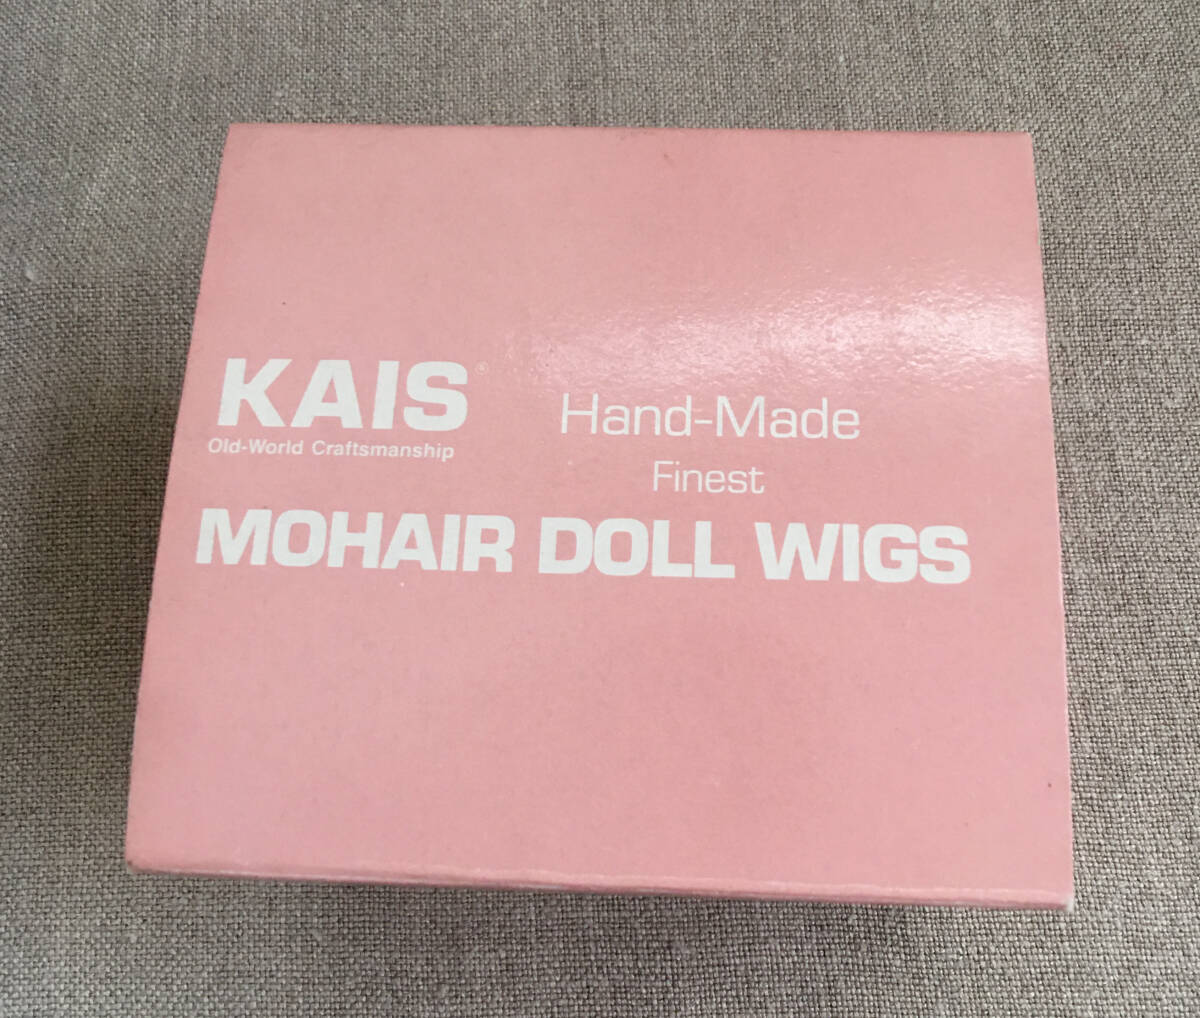 KAIS®
Old-World Craftsmanship
Hand-Made
Finest
MOHAIR DOLL WIGS